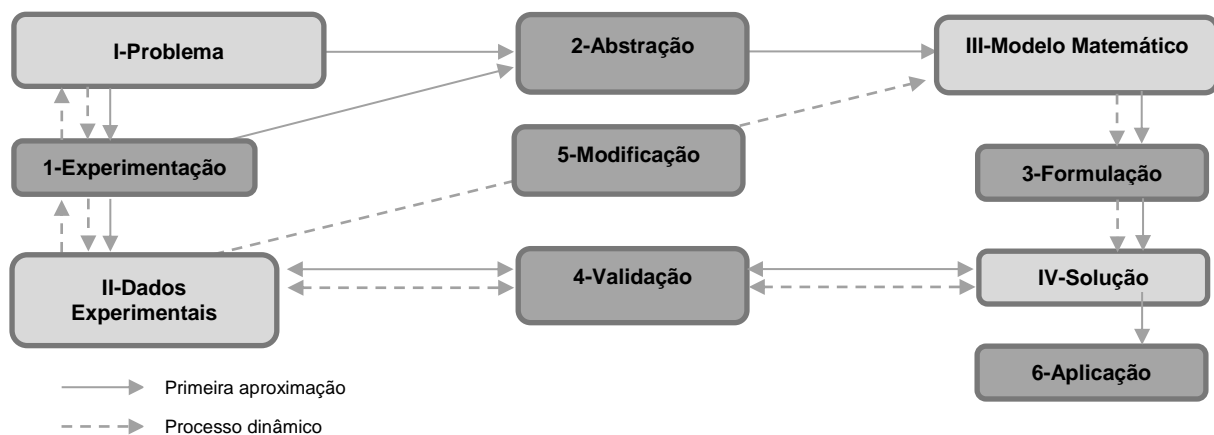 I-Problema
2-Abstração
III-Modelo Matemático
1-Experimentação
5-Modificação
3-Formulação
II-Dados
Experimentais
4-Validação
IV-Solução
6-Aplicação
Primeira aproximação
Processo dinâmico